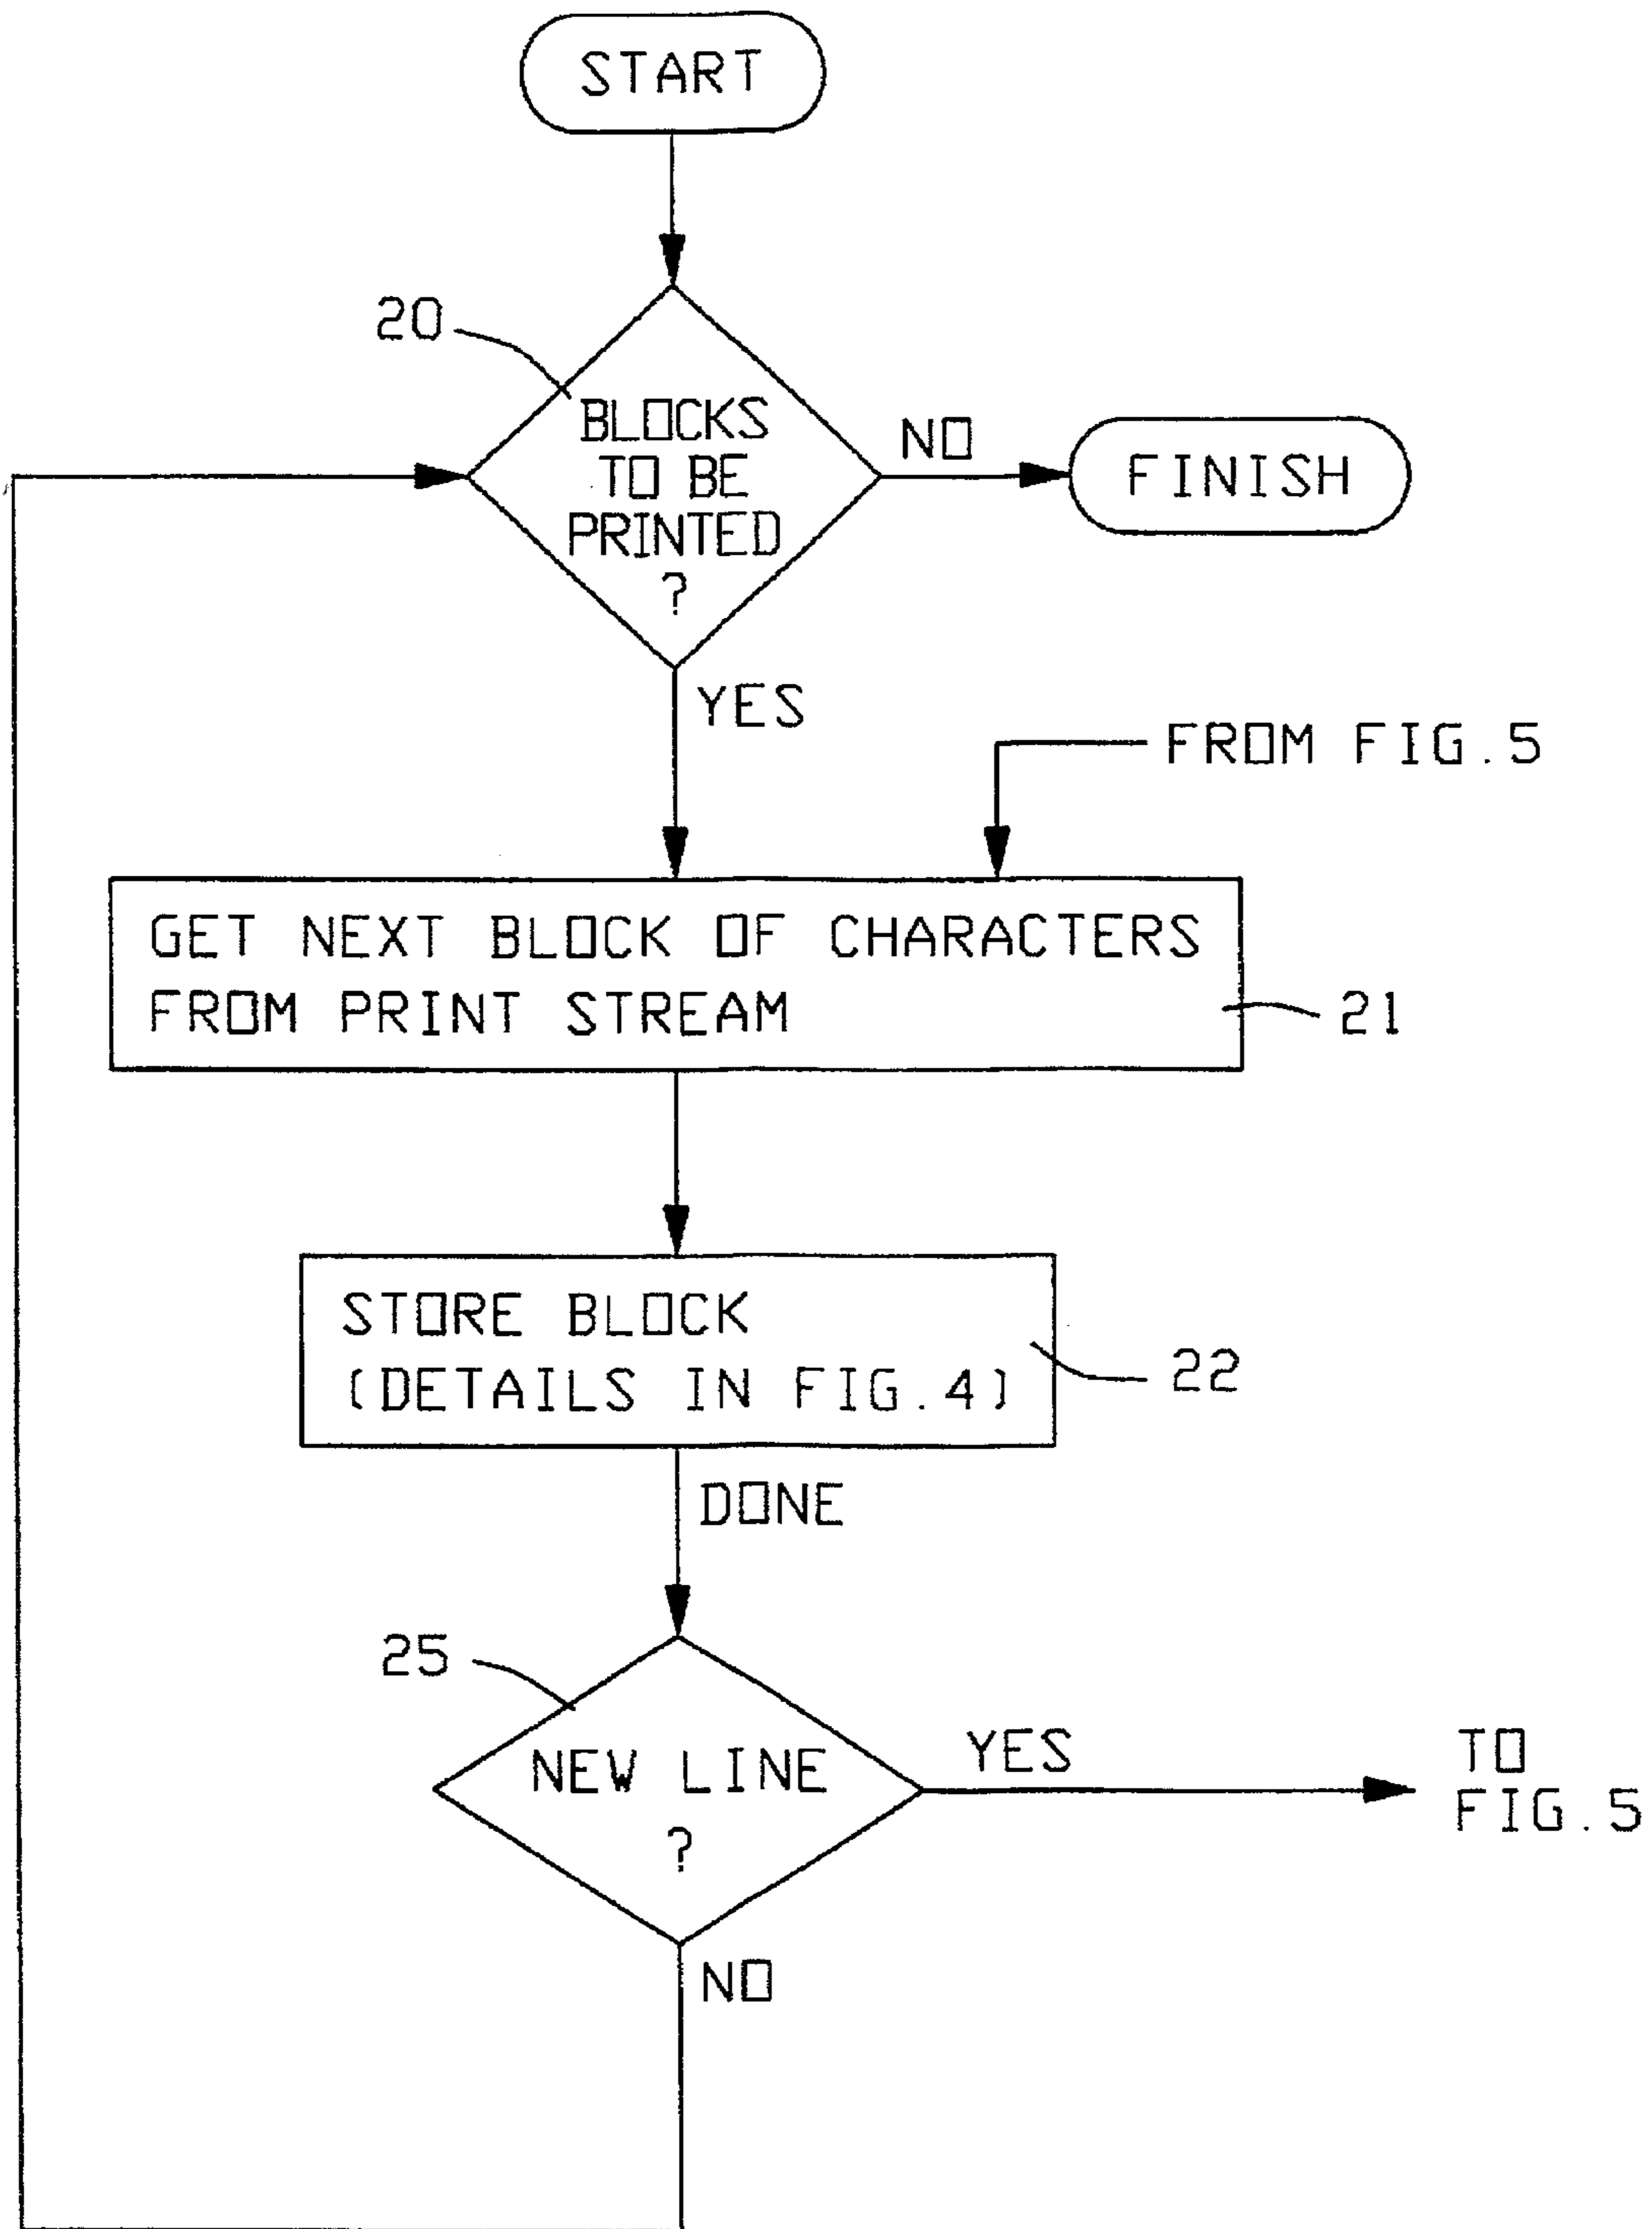 START
20
BLOCKS
TO BE
PRINTED
?
NO
FINISH
YES
FROM FIG.5
GET NEXT BLOCK OF CHARACTERS
FROM PRINT STREAM
21
STORE BLOCK
(DETAILS IN FIG.4)
22
DONE
25
NEW LINE
?
YES
TO
FIG.5
NO